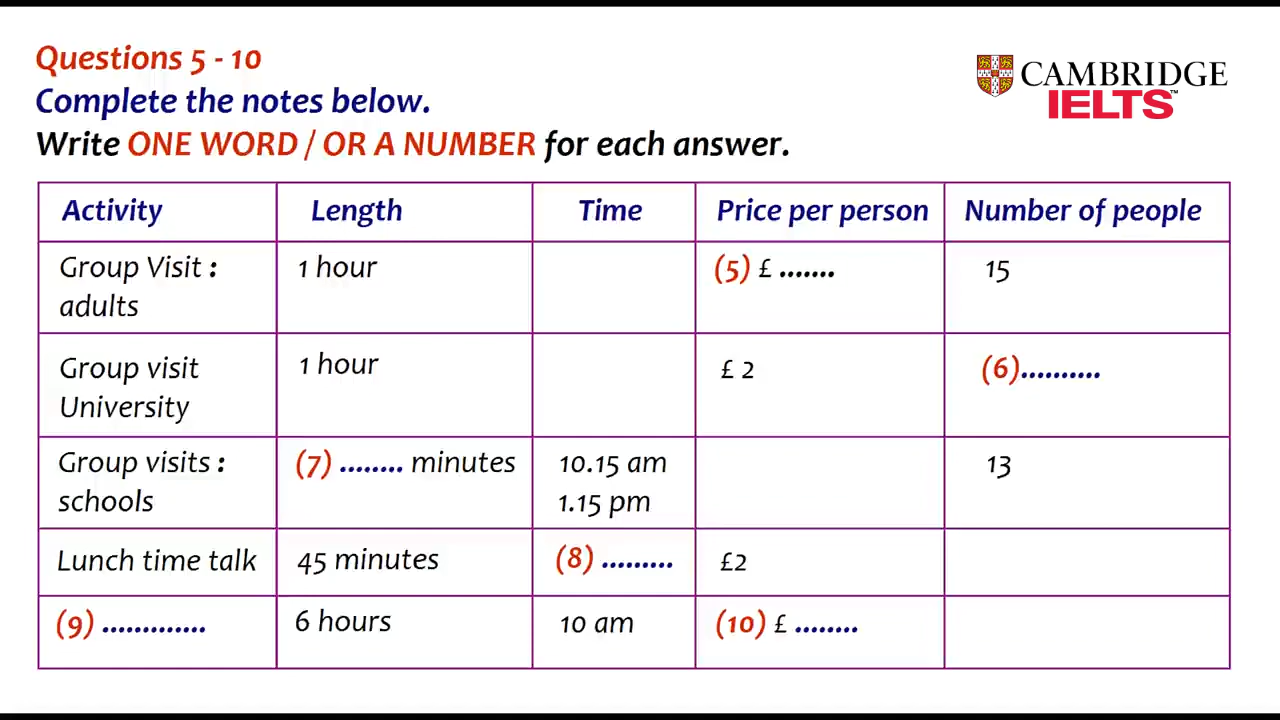 Questions 5 - 10
CAMBRIDGE
IELTS™
Complete the notes below.
Write ONE WORD / OR A NUMBER for each answer.
Activity Length Time Price per person Number of people
Group Visit : 1 hour (5) £ ....... 15
adults
Group visit 1 hour £ 2 (6)..........
University
Group visits : (7) ........ minutes 10.15 am 13
schools 1.15 pm
Lunch time talk 45 minutes (8) ......... £2
(9) ............. 6 hours 10 am (10) £ ........